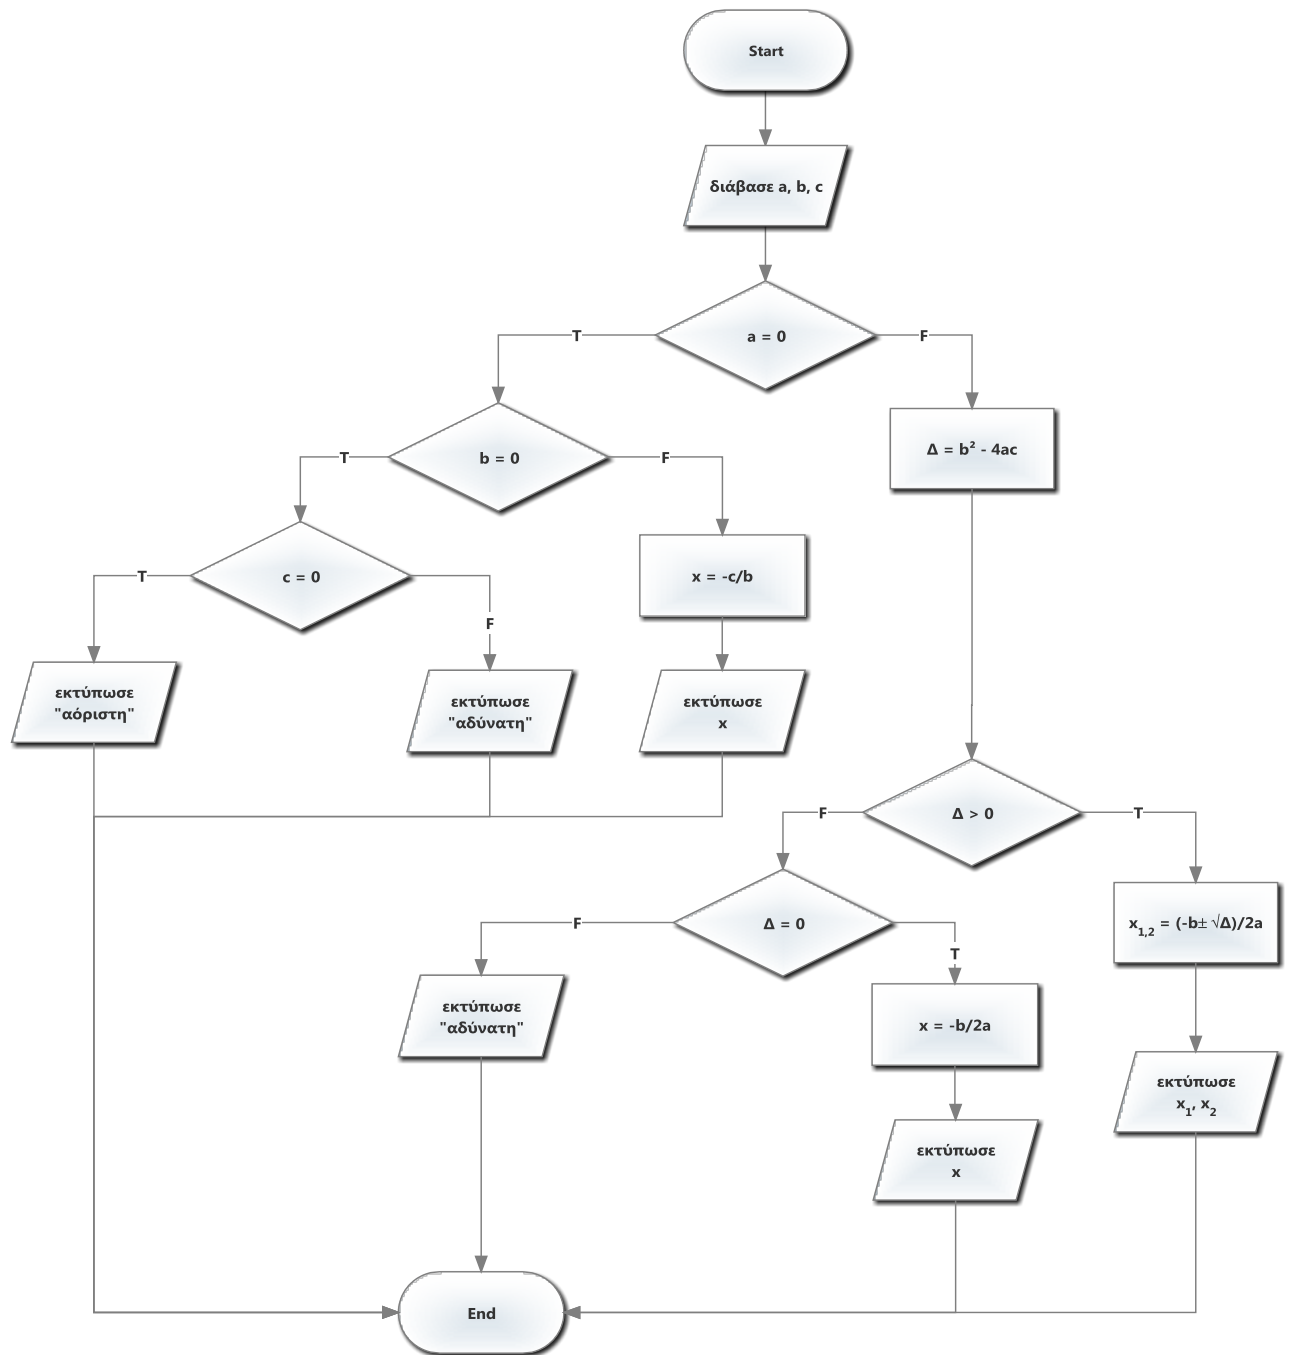 Start
διάβασε a, b, c
a = 0
T
F
b = 0
Δ = b² - 4ac
T
F
c = 0
x = -c/b
T
F
εκτύπωσε
"αόριστη"
εκτύπωσε
"αδύνατη"
εκτύπωσε
x
Δ > 0
F
T
Δ = 0
x₁,₂ = (-b± √Δ)/2a
F
T
εκτύπωσε
"αδύνατη"
x = -b/2a
εκτύπωσε
x₁, x₂
εκτύπωσε
x
End